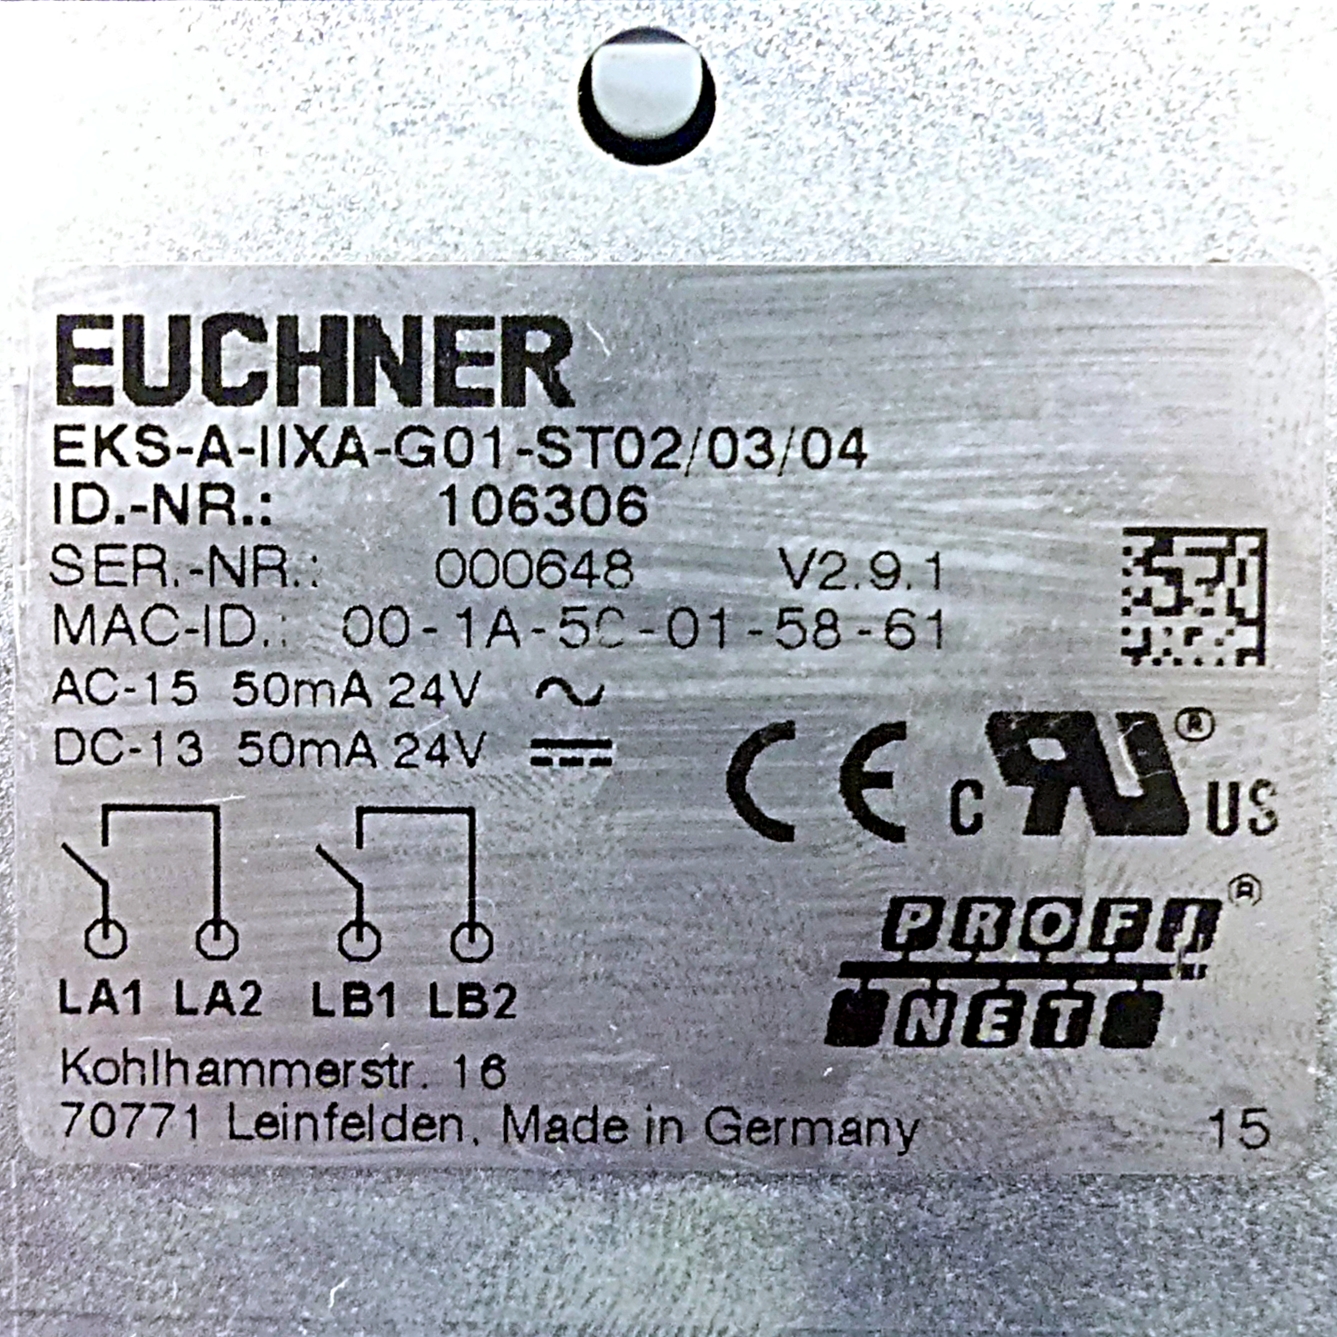 EUCHNER
EKS-A-IIXA-G01-ST02/03/04
ID.-NR.: 106306
SER.-NR.: 000648 V2.9.1
MAC-ID.: 00-1A-5C-01-58-61
AC-15 50mA 24V
DC-13 50mA 24V
CE c RU® US
LA1 LA2 LB1 LB2
PROFI®
NET
Kohlhammerstr. 16
70771 Leinfelden, Made in Germany 15